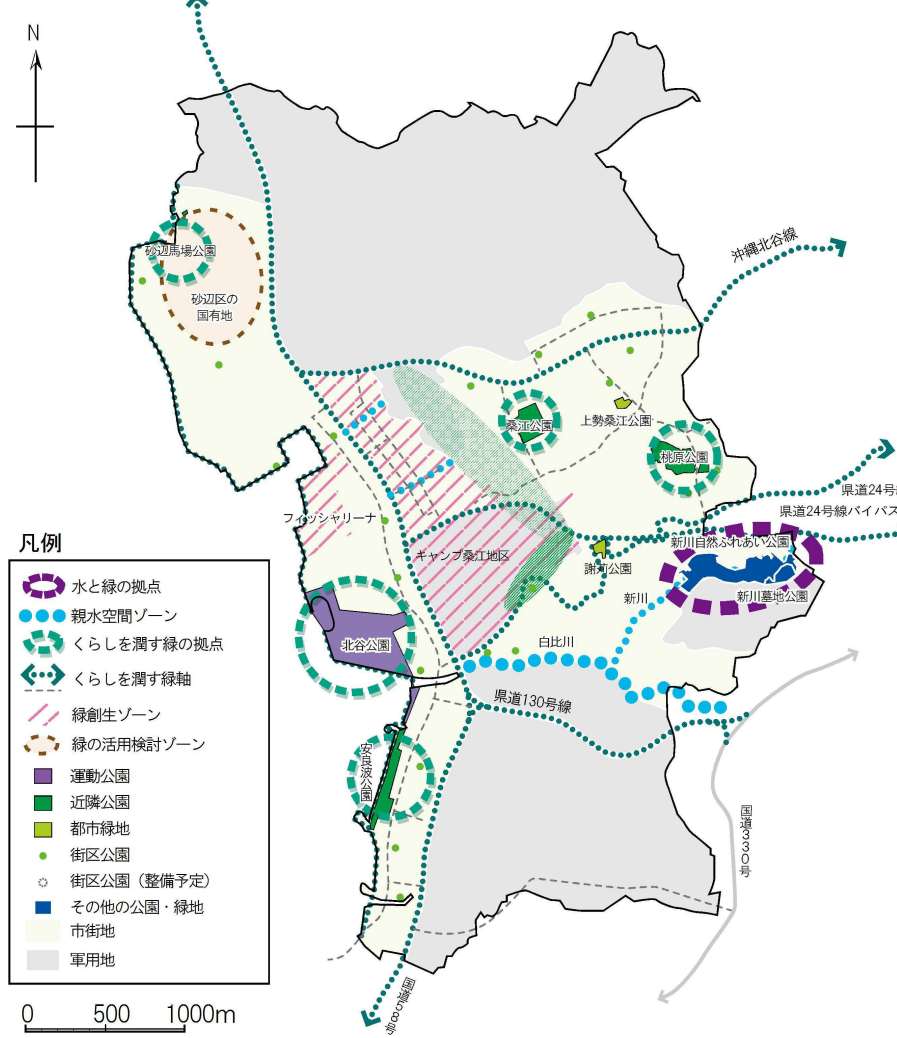 N
沖縄北谷線
砂辺馬場公園
砂辺区の
国有地
桑江公園
上勢桑江公園
桃原公園
県道24号
県道24号線バイパス
フィッシャリーナ
キャンプ桑江地区
謝苅公園
新川自然ふれあい公園
新川墓地公園
新川
北谷公園
白比川
県道130号線
安良波公園
国道330号
国道58号
凡例
水と緑の拠点
親水空間ゾーン
くらしを潤す緑の拠点
くらしを潤す緑軸
緑創生ゾーン
緑の活用検討ゾーン
運動公園
近隣公園
都市緑地
街区公園
街区公園（整備予定）
その他の公園・緑地
市街地
軍用地
0 500 1000m